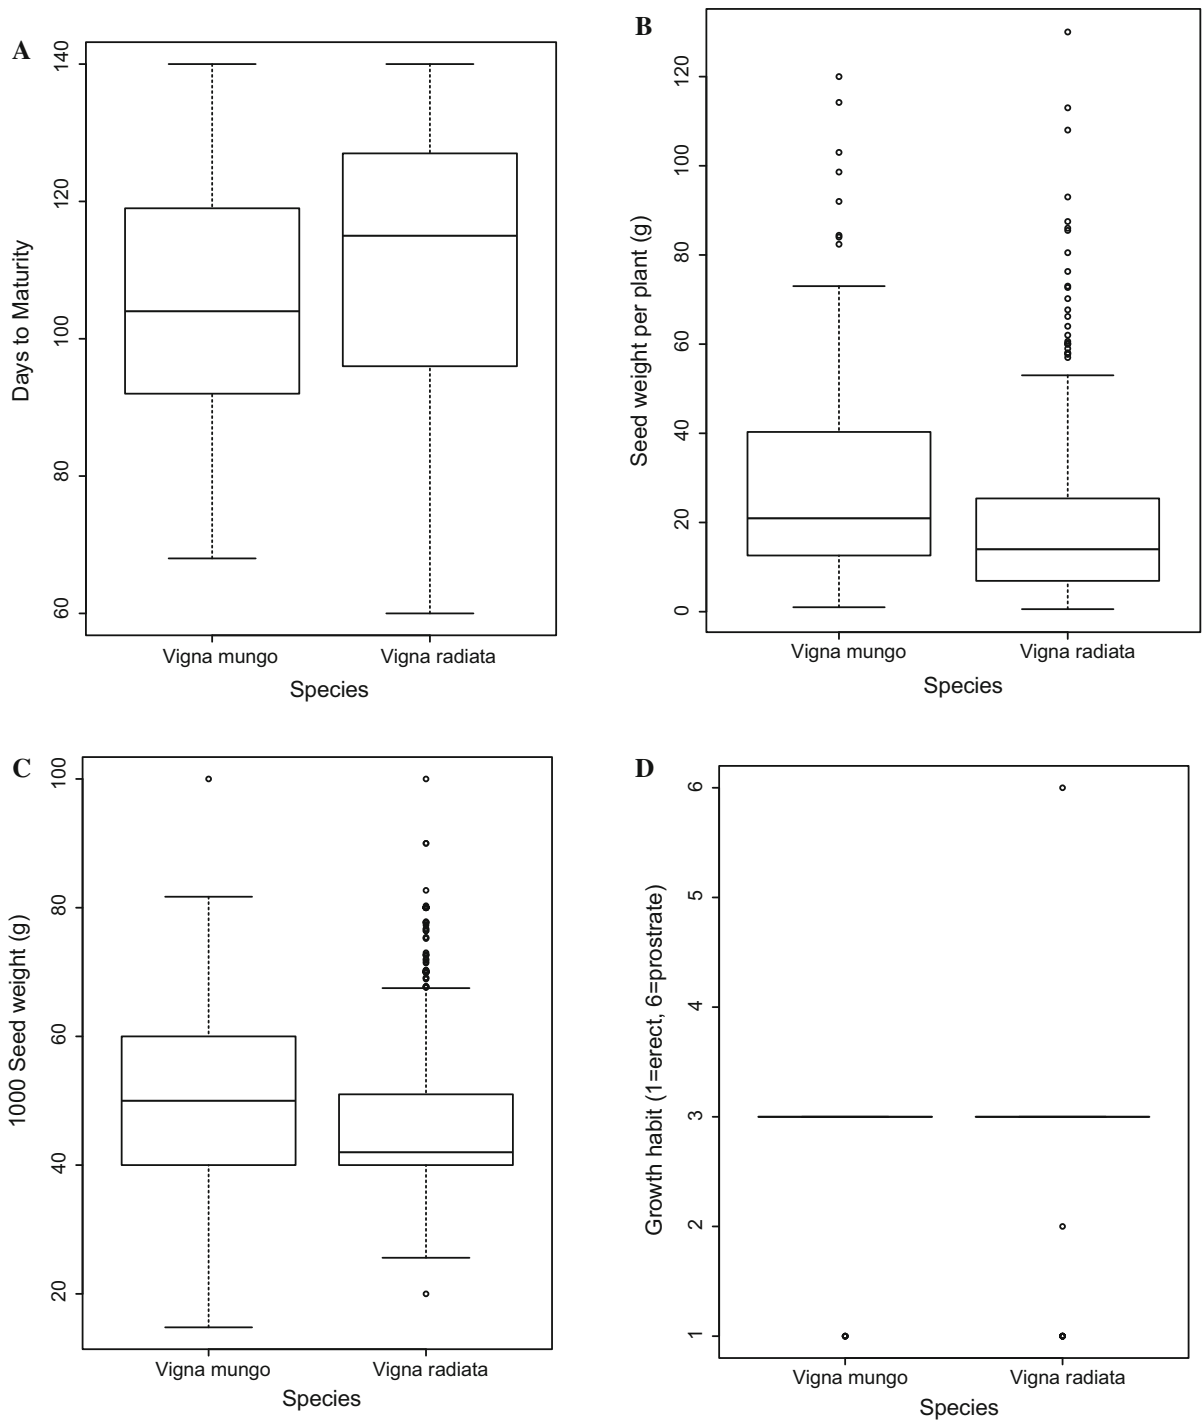 A
140
120
100
80
60
Days to Maturity
Vigna mungo
Vigna radiata
Species
B
120
100
80
60
40
20
0
Seed weight per plant (g)
Vigna mungo
Vigna radiata
Species
C
100
80
60
40
20
1000 Seed weight (g)
Vigna mungo
Vigna radiata
Species
D
6
5
4
3
2
1
Growth habit (1=erect, 6=prostrate)
Vigna mungo
Vigna radiata
Species